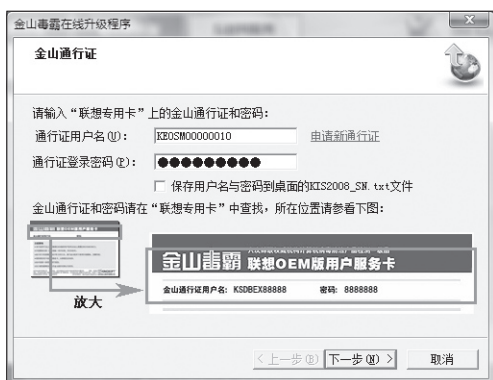 金山毒霸在线升级程序
金山通行证
请输入“联想专用卡”上的金山通行证和密码:
通行证用户名(U): KEOSM00000010 申请新通行证
通行证登录密码(P): ●●●●●●●●●
保存用户名与密码到桌面的KIS2008_SN.txt文件
金山通行证和密码请在“联想专用卡”中查找，所在位置请参看下图:
金山毒霸 联想OEM版用户服务卡
金山通行证用户名: KSDBEX88888 密码: 8888888
放大
<上一步(B) 下一步(N)> 取消